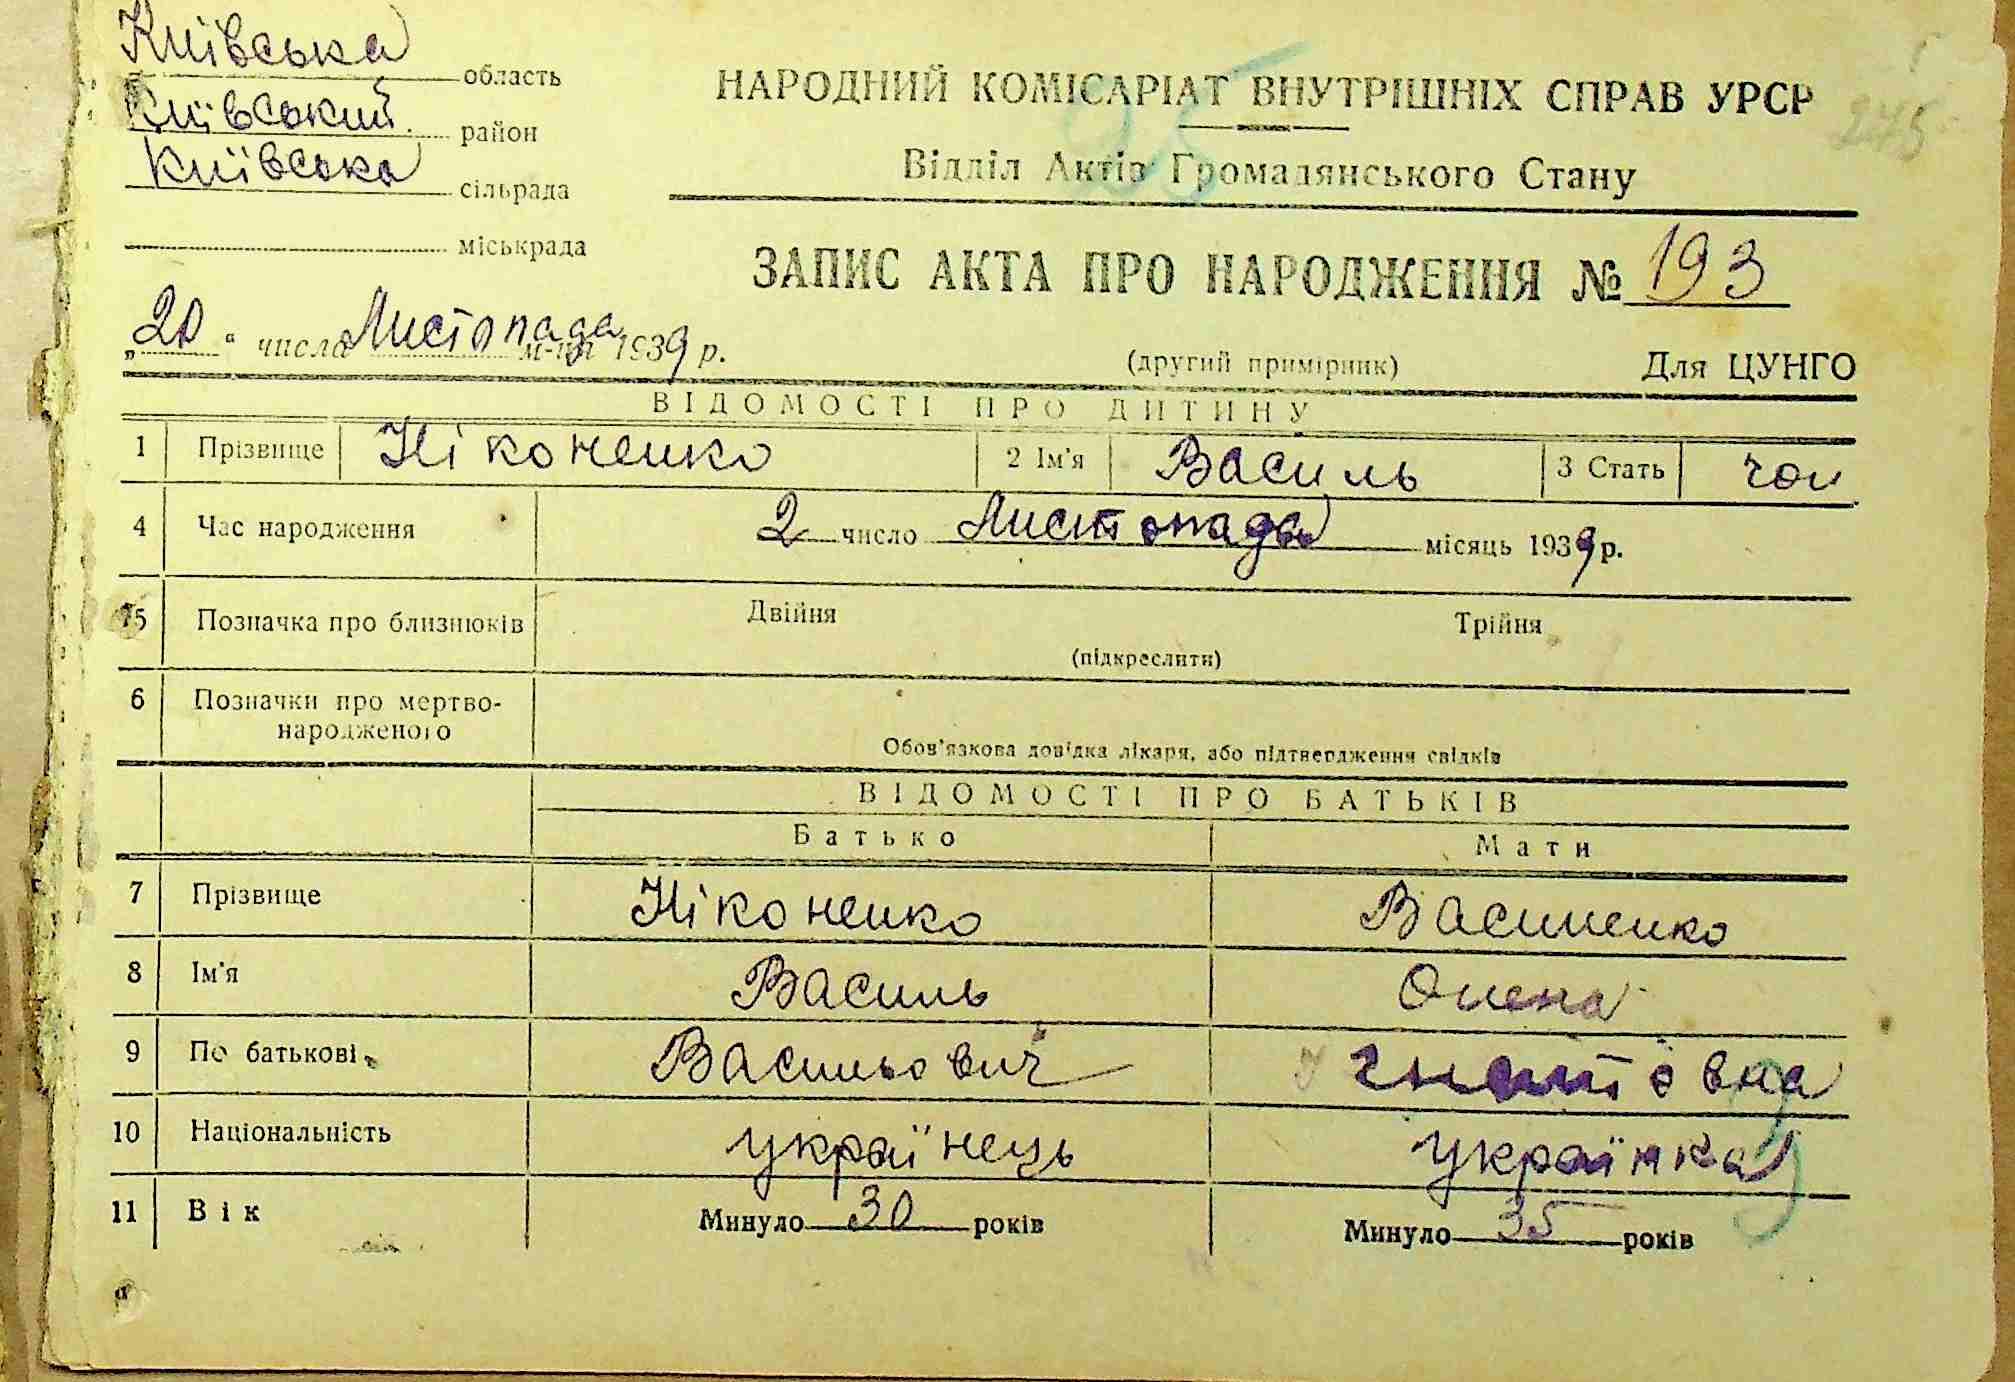 Київська область
Київський район
Київська сільрада
міськрада
НАРОДНИЙ КОМІСАРІАТ ВНУТРІШНІХ СПРАВ УРСР
275
Відділ Актів Громадянського Стану
ЗАПИС АКТА ПРО НАРОДЖЕННЯ № 193
„20“ числа Листопада м-ця 1939 р.
(другий примірник) Для ЦУНГО
ВІДОМОСТІ ПРО ДИТИНУ
1 Прізвище Ніконенко 2 Ім'я Василь 3 Стать чол
4 Час народження 2 число Листопада місяць 1939 р.
5 Позначка про близнюків Двійня Трійня
(підкреслити)
6 Позначки про мертво-
народженого
Обов'язкова довідка лікаря, або підтвердження свідків
ВІДОМОСТІ ПРО БАТЬКІВ
Батько Мати
7 Прізвище Ніконенко Василенко
8 Ім'я Василь Олена
9 По батькові Васильович
10 Національність українець українка
11 Вік Минуло 30 років Минуло 35 років